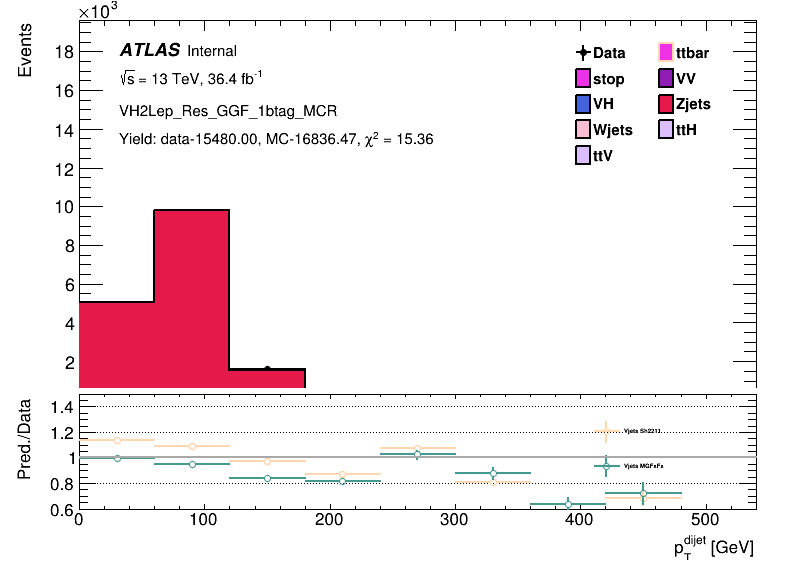 ×10³
Events
18
16
14
12
10
8
6
4
2
ATLAS Internal
√s = 13 TeV, 36.4 fb⁻¹
VH2Lep_Res_GGF_1btag_MCR
Yield: data-15480.00, MC-16836.47, χ² = 15.36
Data
ttbar
stop
VV
VH
Zjets
Wjets
ttH
ttV
Pred./Data
1.4
1.2
1
0.8
0.6
Vjets Sh2211
Vjets MGFxFx
0 100 200 300 400 500
p_T^dijet [GeV]